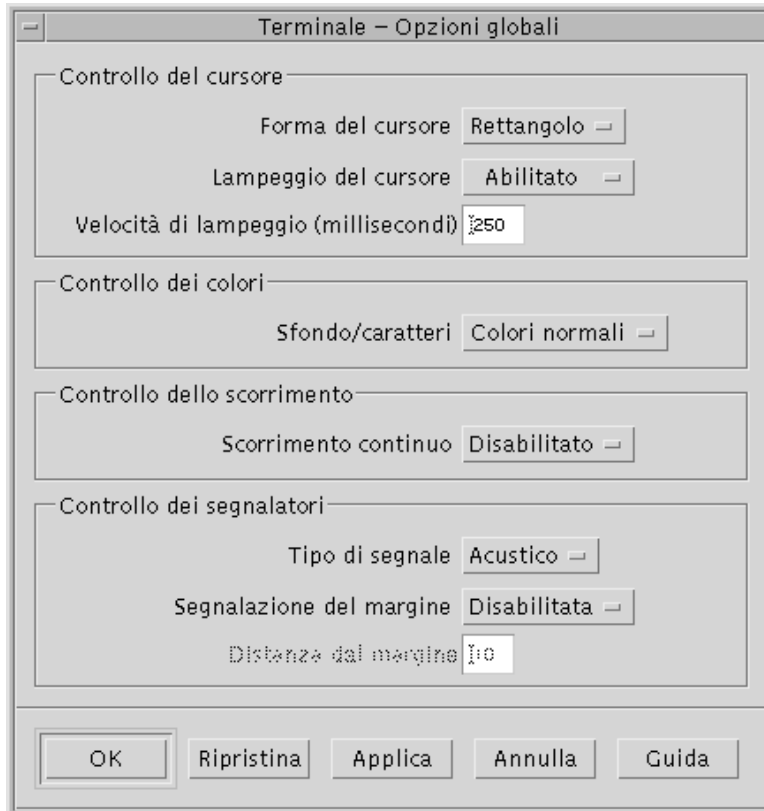 Terminale – Opzioni globali
Controllo del cursore
Forma del cursore Rettangolo
Lampeggio del cursore Abilitato
Velocità di lampeggio (millisecondi) 250
Controllo dei colori
Sfondo/caratteri Colori normali
Controllo dello scorrimento
Scorrimento continuo Disabilitato
Controllo dei segnalatori
Tipo di segnale Acustico
Segnalazione del margine Disabilitata
Distanza dal margine 10
OK Ripristina Applica Annulla Guida